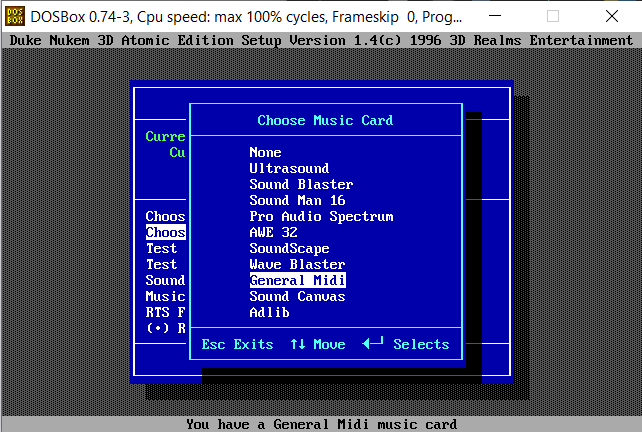 DOSBox 0.74-3, Cpu speed: max 100% cycles, Frameskip 0, Prog...
Duke Nukem 3D Atomic Edition Setup Version 1.4(c) 1996 3D Realms Entertainment
Choose Music Card
Curre
Cu
None
Ultrasound
Sound Blaster
Sound Man 16
Choos Pro Audio Spectrum
Choos AWE 32
Test SoundScape
Test Wave Blaster
Sound General Midi
Music Sound Canvas
RTS F Adlib
(•) R
Esc Exits ↑↓ Move ◄─┘ Selects
You have a General Midi music card